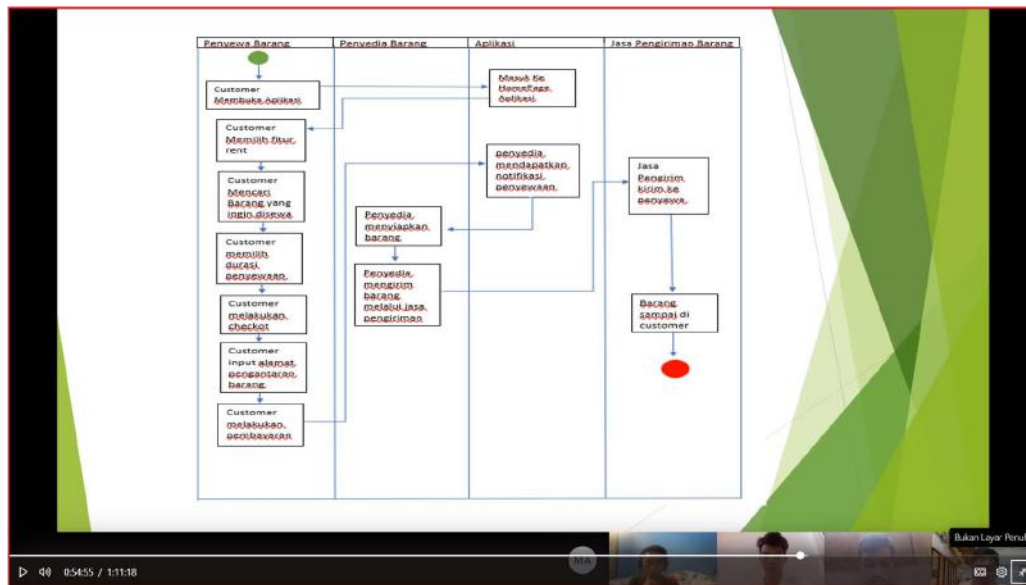 Penyewa Barang
Penyedia Barang
Aplikasi
Jasa Pengiriman Barang
Customer
Membuka Aplikasi
Masuk Ke
HomePage
Aplikasi
Customer
Memilih fitur
rent
Customer
Mencari
Barang yang
ingin disewa
Customer
memilih
durasi
penyewaan
Customer
melakukan
checkot
Customer
input alamat
pengantaran
barang
Customer
melakukan
pembayaran
penyedia
mendapatkan
notifikasi
penyewaan
Penyedia
menyiapkan
barang
Penyedia
mengirim
barang
melalui jasa
pengiriman
Jasa
Pengirim
kirim ke
penyewa
Barang
sampai di
customer
MA
Bukan Layar Penuh
0:54:55 / 1:11:18